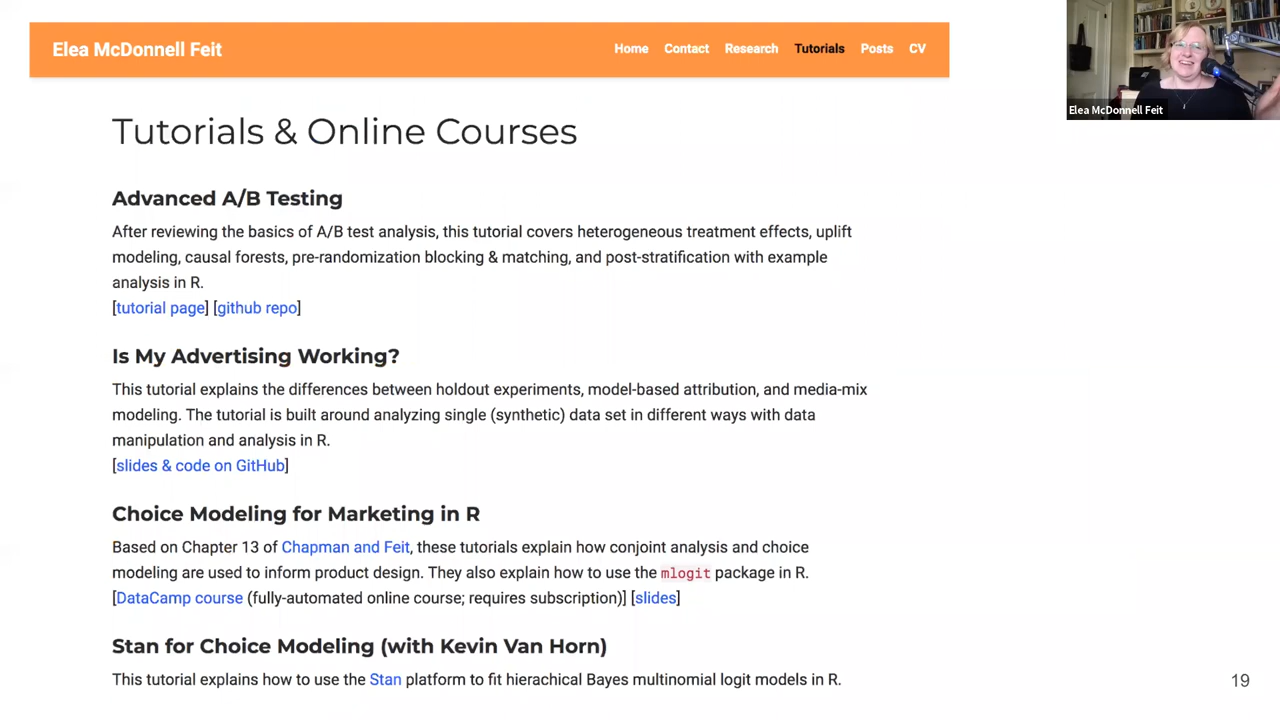 Elea McDonnell Feit
Home Contact Research Tutorials Posts CV
Elea McDonnell Feit
Tutorials & Online Courses
Advanced A/B Testing
After reviewing the basics of A/B test analysis, this tutorial covers heterogeneous treatment effects, uplift
modeling, causal forests, pre-randomization blocking & matching, and post-stratification with example
analysis in R.
[tutorial page] [github repo]
Is My Advertising Working?
This tutorial explains the differences between holdout experiments, model-based attribution, and media-mix
modeling. The tutorial is built around analyzing single (synthetic) data set in different ways with data
manipulation and analysis in R.
[slides & code on GitHub]
Choice Modeling for Marketing in R
Based on Chapter 13 of Chapman and Feit, these tutorials explain how conjoint analysis and choice
modeling are used to inform product design. They also explain how to use the mlogit package in R.
[DataCamp course (fully-automated online course; requires subscription)] [slides]
Stan for Choice Modeling (with Kevin Van Horn)
This tutorial explains how to use the Stan platform to fit hierachical Bayes multinomial logit models in R.
19